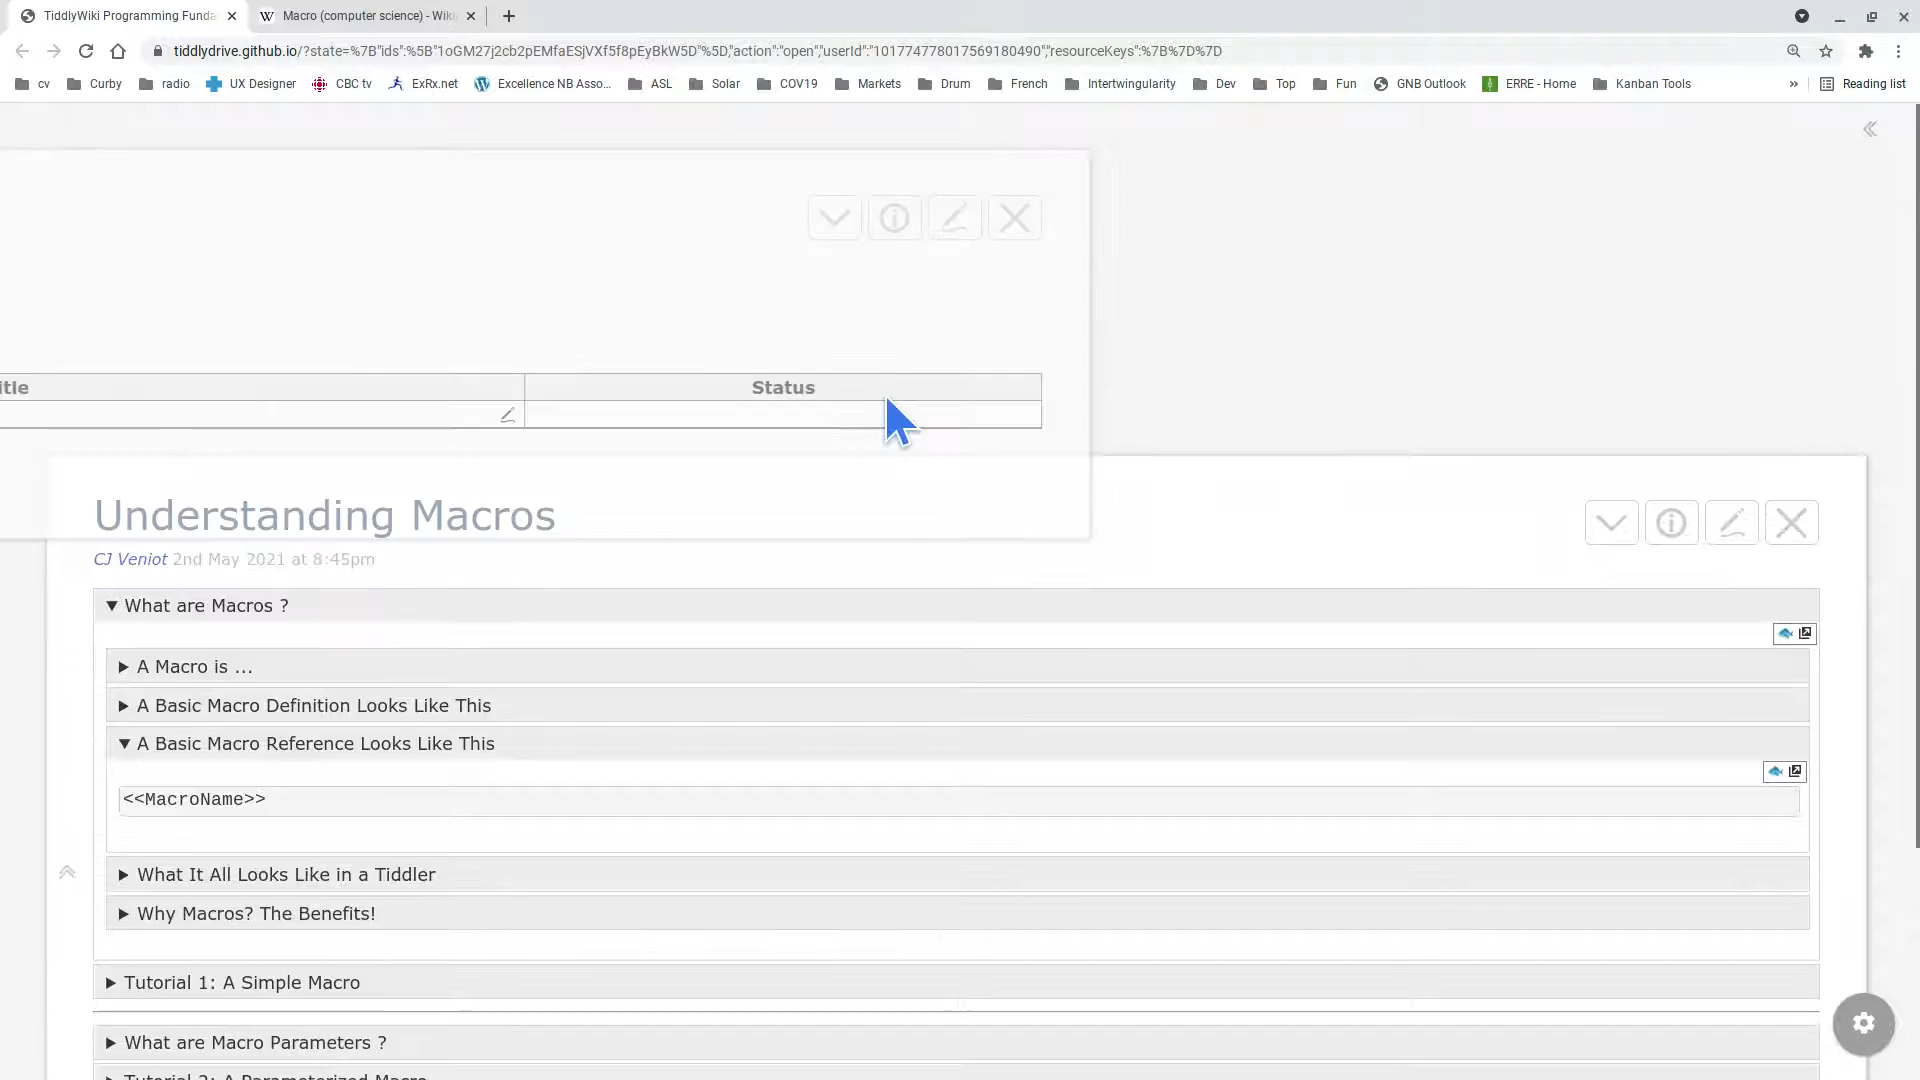 TiddlyWiki Programming Funda
Macro (computer science) - Wiki
tiddlydrive.github.io/?state=%7B"ids":%5B"1oGM27j2cb2pEMfaESjVXf5f8pEyBkW5D"%5D,"action":"open","userId":"101774778017569180490","resourceKeys":%7B%7D%7D
cv Curby radio UX Designer CBC tv ExRx.net Excellence NB Asso... ASL Solar COV19 Markets Drum French Intertwingularity Dev Top Fun GNB Outlook ERRE - Home Kanban Tools » Reading list
itle Status
Understanding Macros
CJ Veniot 2nd May 2021 at 8:45pm
▼ What are Macros ?
▶ A Macro is ...
▶ A Basic Macro Definition Looks Like This
▼ A Basic Macro Reference Looks Like This
<<MacroName>>
▶ What It All Looks Like in a Tiddler
▶ Why Macros? The Benefits!
▶ Tutorial 1: A Simple Macro
▶ What are Macro Parameters ?
Tutorial 2: A Parameterized Macro